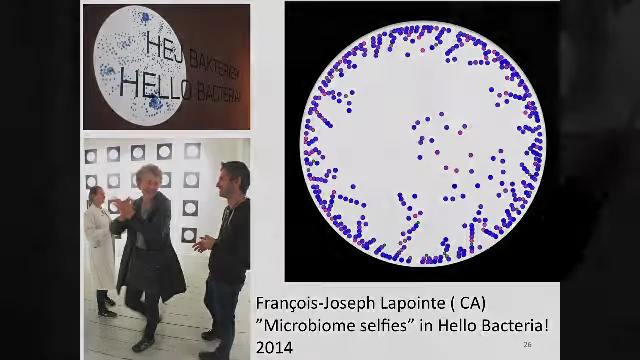 HEJ BAKTERIER!
HELLO BACTERIA!
François-Joseph Lapointe ( CA)
”Microbiome selfies” in Hello Bacteria!
2014
26